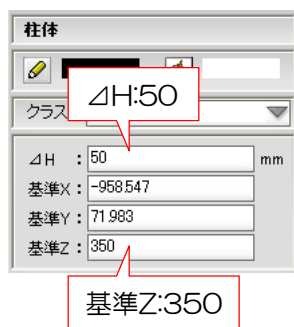 柱体
クラス
⊿H:50
⊿H : 50 mm
基準X : -958.547
基準Y : 71.983
基準Z : 350
基準Z:350